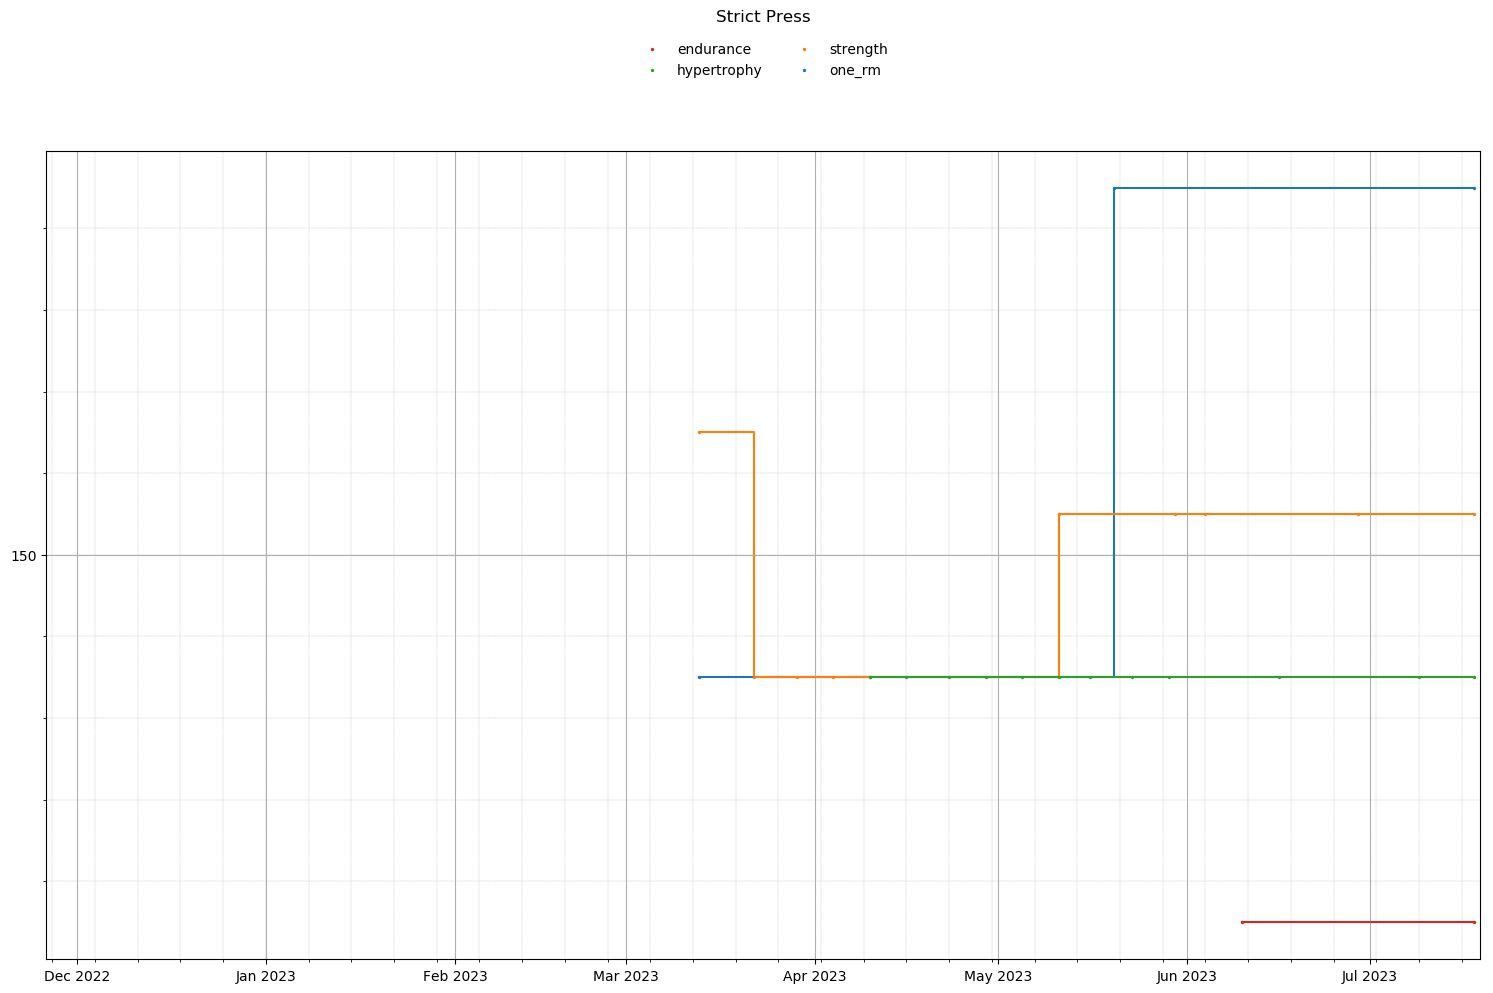 Strict Press
endurance
hypertrophy
strength
one_rm
150
Dec 2022
Jan 2023
Feb 2023
Mar 2023
Apr 2023
May 2023
Jun 2023
Jul 2023